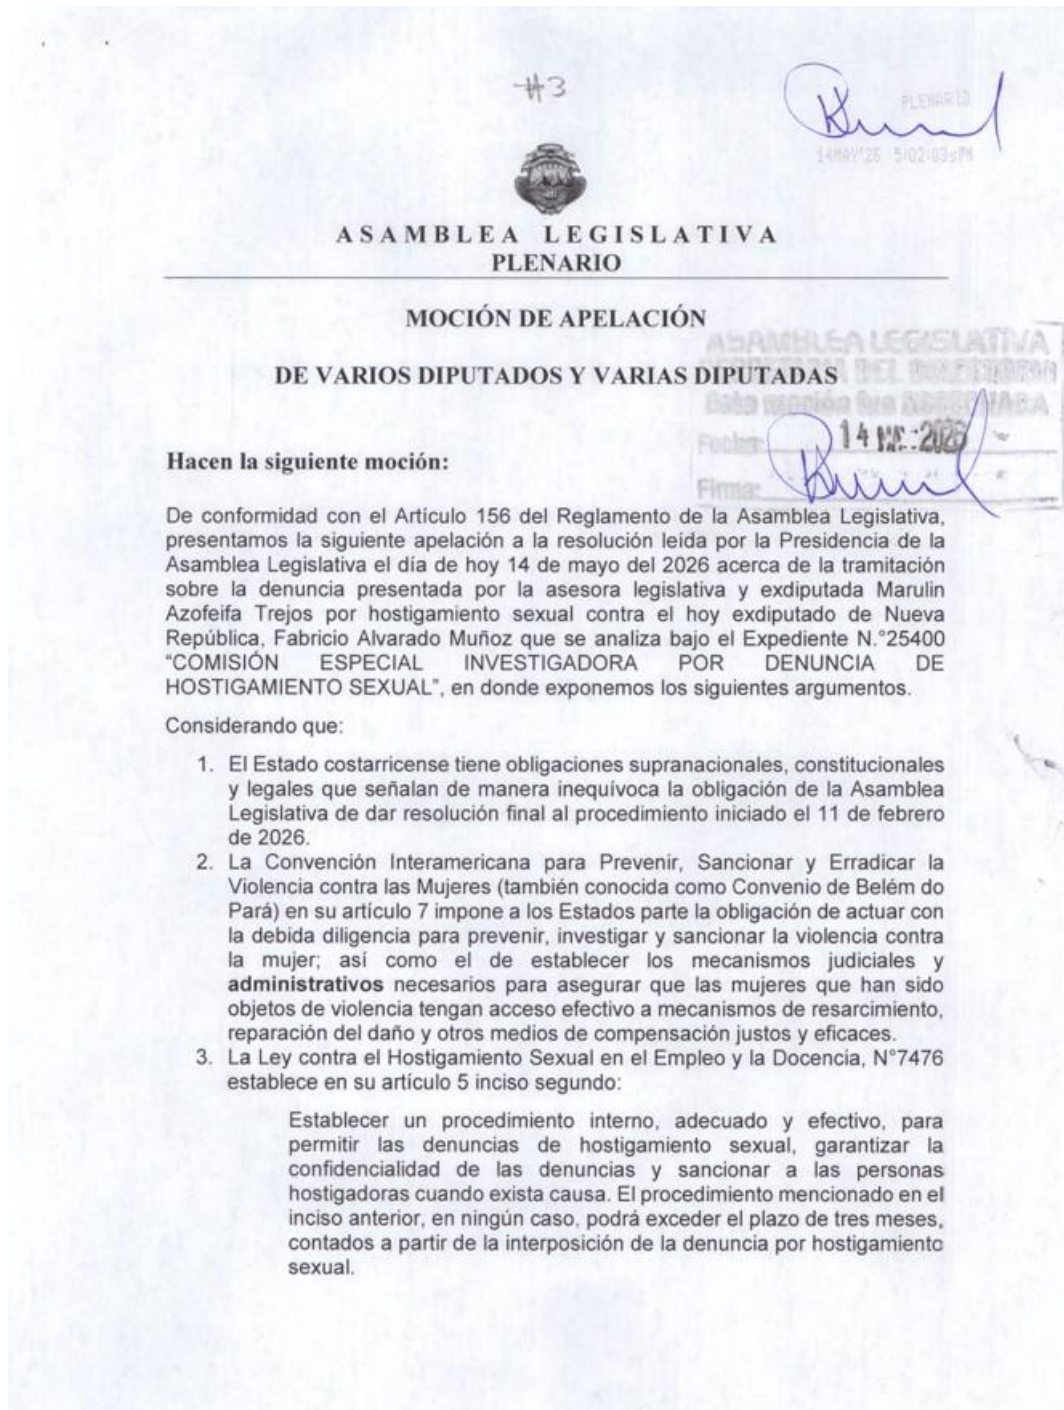 #3
PLENARIO
14MAY'26 5:02:03PM
ASAMBLEA LEGISLATIVA
PLENARIO
MOCIÓN DE APELACIÓN
ASAMBLEA LEGISLATIVA
DE VARIOS DIPUTADOS Y VARIAS DIPUTADAS
Esta moción fue
Fecha: 14 2026
Firma:
Hacen la siguiente moción:
De conformidad con el Artículo 156 del Reglamento de la Asamblea Legislativa,
presentamos la siguiente apelación a la resolución leída por la Presidencia de la
Asamblea Legislativa el día de hoy 14 de mayo del 2026 acerca de la tramitación
sobre la denuncia presentada por la asesora legislativa y exdiputada Marulin
Azofeifa Trejos por hostigamiento sexual contra el hoy exdiputado de Nueva
República, Fabricio Alvarado Muñoz que se analiza bajo el Expediente N.°25400
“COMISIÓN ESPECIAL INVESTIGADORA POR DENUNCIA DE
HOSTIGAMIENTO SEXUAL”, en donde exponemos los siguientes argumentos.
Considerando que:
1. El Estado costarricense tiene obligaciones supranacionales, constitucionales
y legales que señalan de manera inequívoca la obligación de la Asamblea
Legislativa de dar resolución final al procedimiento iniciado el 11 de febrero
de 2026.
2. La Convención Interamericana para Prevenir, Sancionar y Erradicar la
Violencia contra las Mujeres (también conocida como Convenio de Belém do
Pará) en su artículo 7 impone a los Estados parte la obligación de actuar con
la debida diligencia para prevenir, investigar y sancionar la violencia contra
la mujer; así como el de establecer los mecanismos judiciales y
administrativos necesarios para asegurar que las mujeres que han sido
objetos de violencia tengan acceso efectivo a mecanismos de resarcimiento,
reparación del daño y otros medios de compensación justos y eficaces.
3. La Ley contra el Hostigamiento Sexual en el Empleo y la Docencia, N°7476
establece en su artículo 5 inciso segundo:
Establecer un procedimiento interno, adecuado y efectivo, para
permitir las denuncias de hostigamiento sexual, garantizar la
confidencialidad de las denuncias y sancionar a las personas
hostigadoras cuando exista causa. El procedimiento mencionado en el
inciso anterior, en ningún caso, podrá exceder el plazo de tres meses,
contados a partir de la interposición de la denuncia por hostigamiento
sexual.